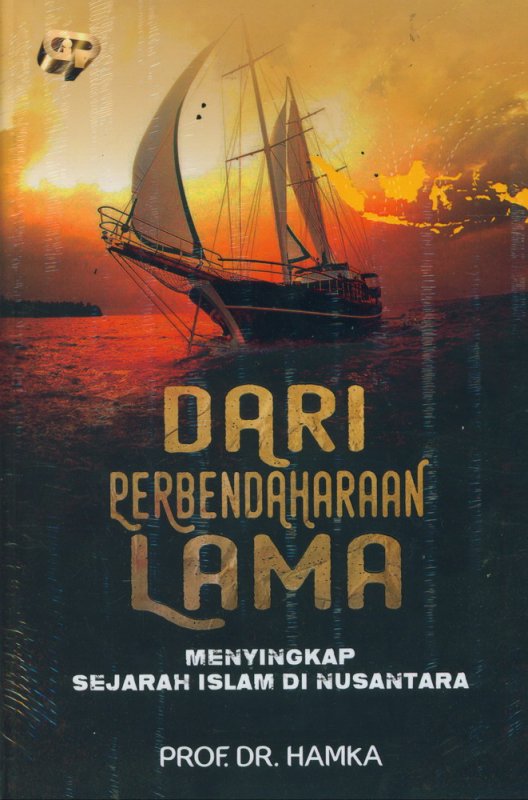 DARI
PERBENDAHARAAN
LAMA
MENYINGKAP
SEJARAH ISLAM DI NUSANTARA
PROF. DR. HAMKA